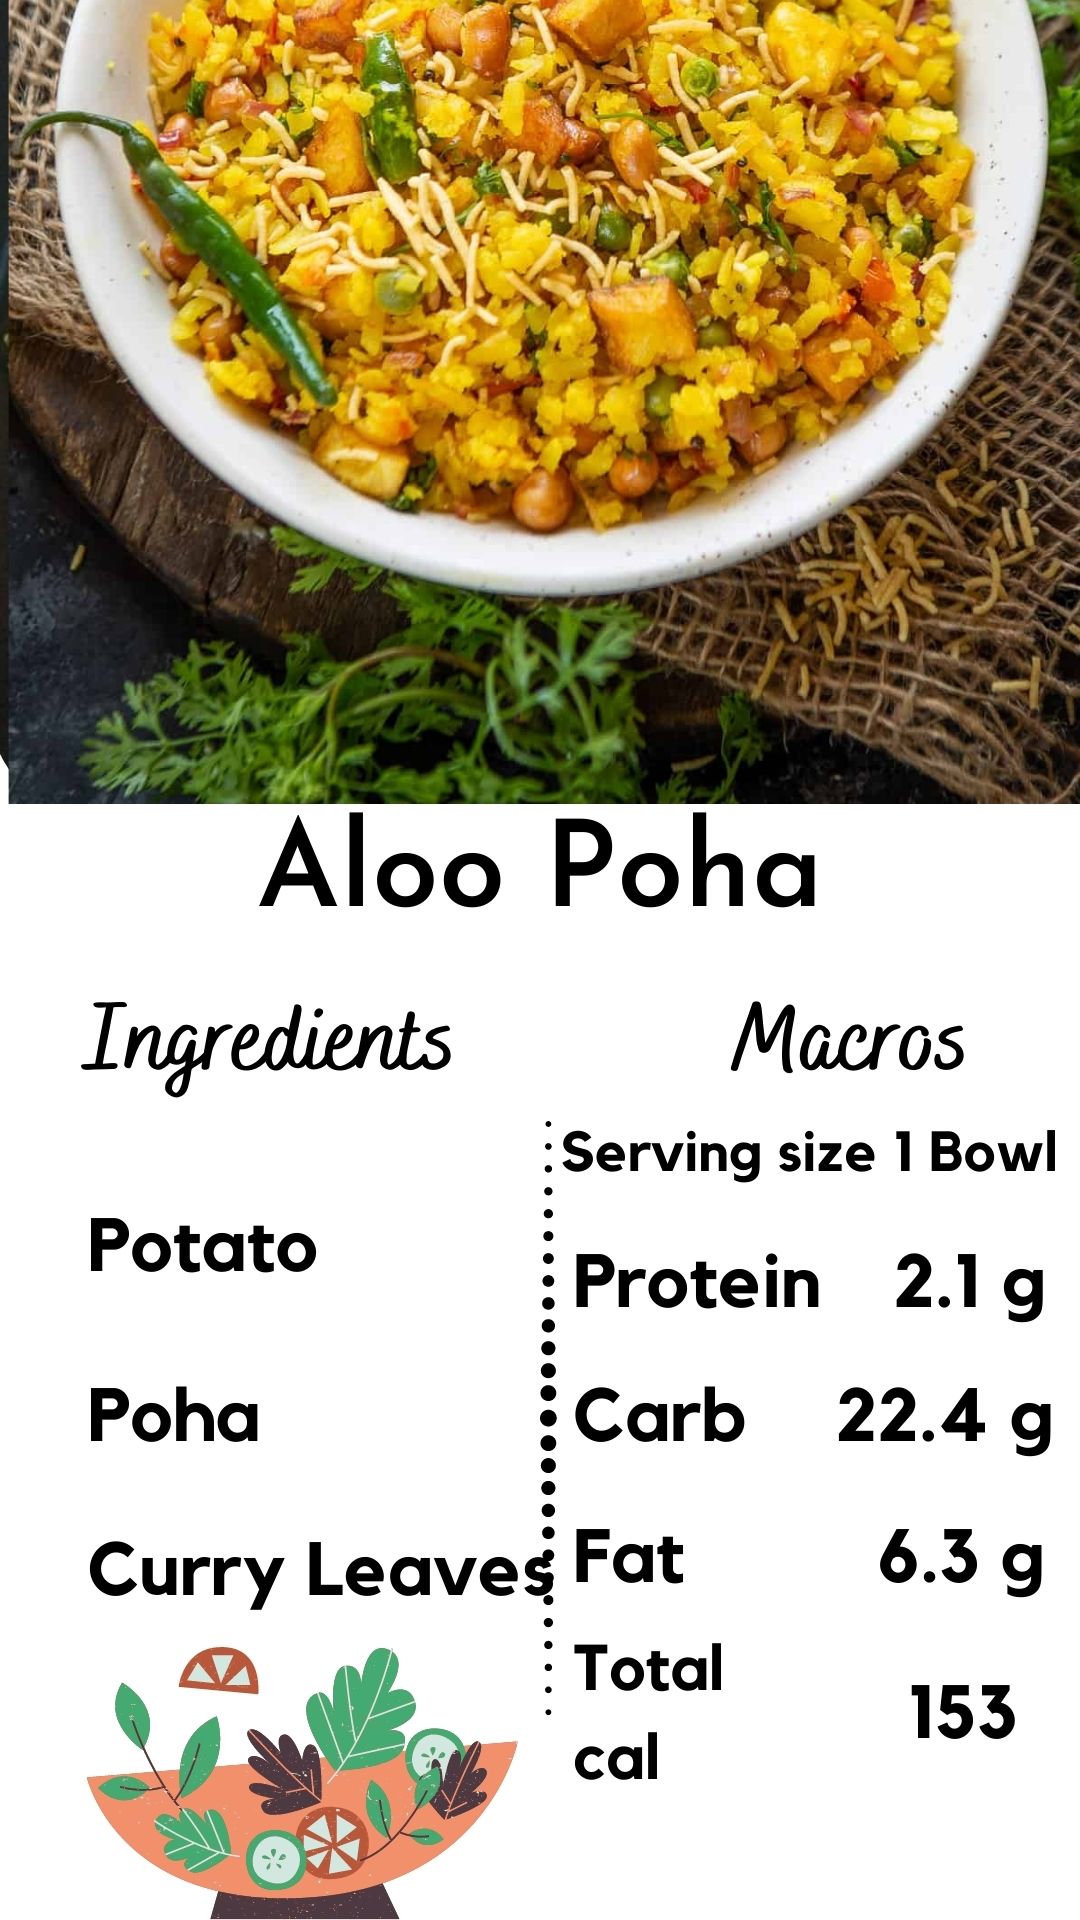 Aloo Poha
Ingredients
Potato
Poha
Curry Leaves
Macros
Serving size 1 Bowl
Protein 2.1 g
Carb 22.4 g
Fat 6.3 g
Total
cal
153